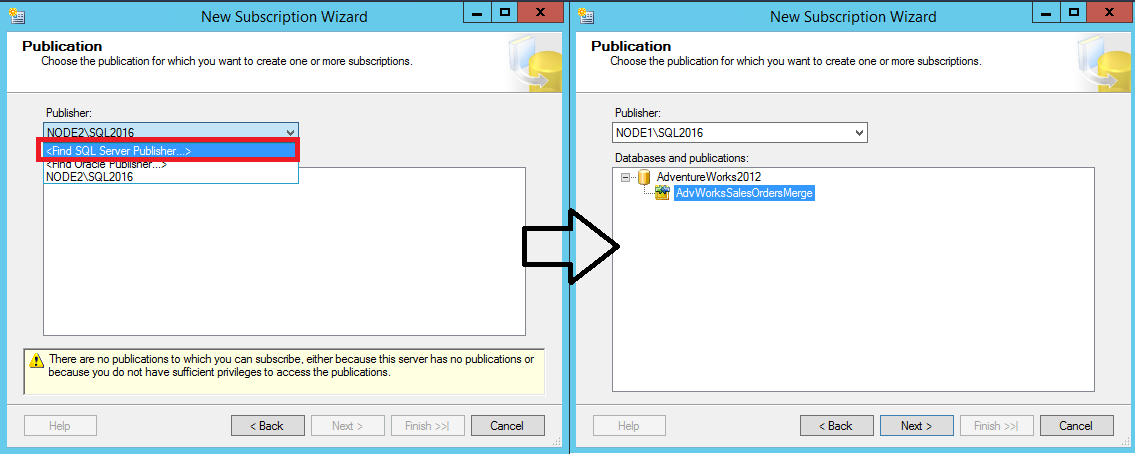 New Subscription Wizard
Publication
Choose the publication for which you want to create one or more subscriptions.
Publisher:
NODE2\SQL2016
<Find SQL Server Publisher...>
<Find Oracle Publisher...>
NODE2\SQL2016
There are no publications to which you can subscribe, either because this server has no publications or
because you do not have sufficient privileges to access the publications.
Help
< Back
Next >
Finish >>|
Cancel
New Subscription Wizard
Publication
Choose the publication for which you want to create one or more subscriptions.
Publisher:
NODE1\SQL2016
Databases and publications:
AdventureWorks2012
AdvWorksSalesOrdersMerge
Help
< Back
Next >
Finish >>|
Cancel